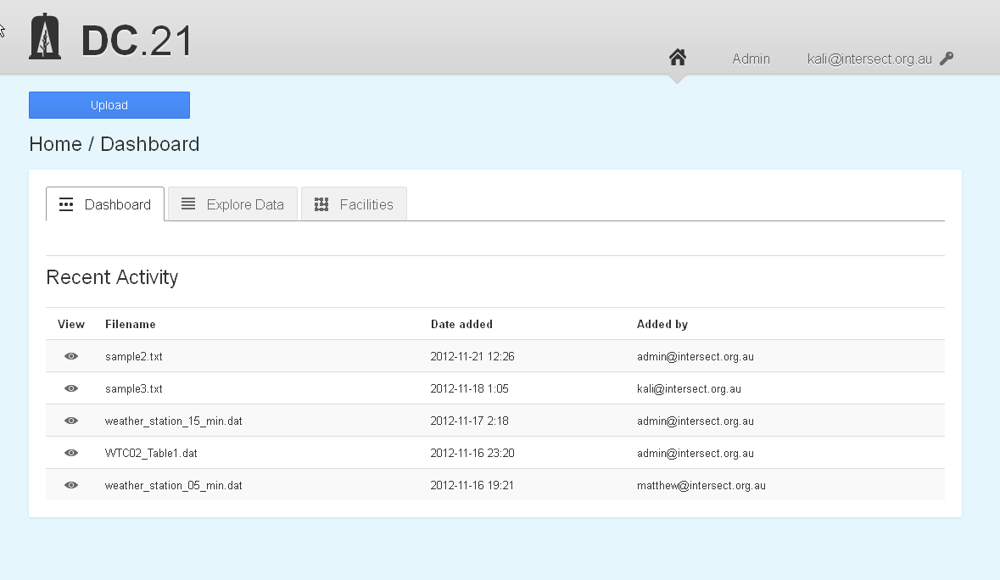 DC.21
Admin kali@intersect.org.au
Upload
Home / Dashboard
Dashboard Explore Data Facilities
Recent Activity
View Filename Date added Added by
sample2.txt 2012-11-21 12:26 admin@intersect.org.au
sample3.txt 2012-11-18 1:05 kali@intersect.org.au
weather_station_15_min.dat 2012-11-17 2:18 admin@intersect.org.au
WTC02_Table1.dat 2012-11-16 23:20 admin@intersect.org.au
weather_station_05_min.dat 2012-11-16 19:21 matthew@intersect.org.au